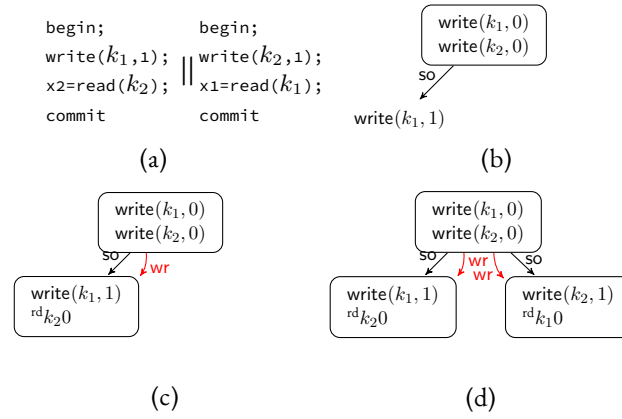 begin;
write(k₁,1);
x2=read(k₂);
commit
||
begin;
write(k₂,1);
x1=read(k₁);
commit
(a)
write(k₁, 0)
write(k₂, 0)
so
write(k₁, 1)
(b)
write(k₁, 0)
write(k₂, 0)
so
wr
write(k₁, 1)
ʳᵈk₂0
(c)
write(k₁, 0)
write(k₂, 0)
so
wr
wr
so
write(k₁, 1)
ʳᵈk₂0
write(k₂, 1)
ʳᵈk₁0
(d)